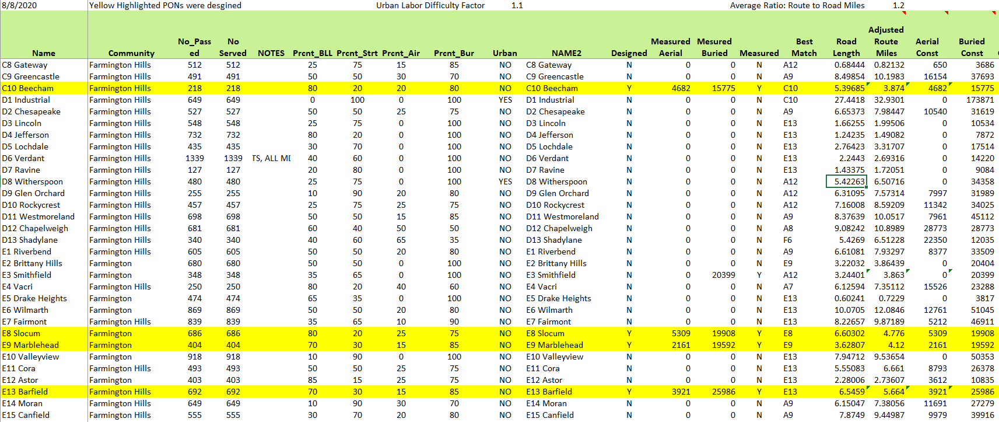 8/8/2020 Yellow Highlighted PONs were desgined Urban Labor Difficulty Factor 1.1 Average Ratio: Route to Road Miles 1.2
Name Community No_Passed No Served NOTES Prcnt_BLL Prcnt_Strt Prcnt_Air Prcnt_Bur Urban NAME2 Designed Measured Aerial Mesured Buried Measured Best Match Road Length Adjusted Route Miles Aerial Const Buried Const
C8 Gateway Farmington Hills 512 512 25 75 15 85 NO C8 Gateway N 0 0 N A12 0.68444 0.82132 650 3686
C9 Greencastle Farmington Hills 491 491 50 50 30 70 NO C9 Greencastle N 0 0 N A9 8.49854 10.1983 16154 37693
C10 Beecham Farmington Hills 218 218 80 20 20 80 NO C10 Beecham Y 4682 15775 Y C10 5.39685 3.874 4682 15775
D1 Industrial Farmington Hills 649 649 0 100 0 100 YES D1 Industrial N 0 0 N C10 27.4418 32.9301 0 173871
D2 Chesapeake Farmington Hills 527 527 50 50 25 75 NO D2 Chesapeake N 0 0 N A9 6.65373 7.98447 10540 31619
D3 Lincoln Farmington Hills 548 548 25 75 0 100 NO D3 Lincoln N 0 0 N E13 1.66255 1.99506 0 10534
D4 Jefferson Farmington Hills 732 732 80 20 0 100 NO D4 Jefferson N 0 0 N E13 1.24235 1.49082 0 7872
D5 Lochdale Farmington Hills 435 435 30 70 0 100 NO D5 Lochdale N 0 0 N E13 2.76423 3.31707 0 17514
D6 Verdant Farmington Hills 1339 1339 TS, ALL 40 60 0 100 NO D6 Verdant N 0 0 N E13 2.2443 2.69316 0 14220
D7 Ravine Farmington Hills 127 127 20 80 0 100 NO D7 Ravine N 0 0 N E13 1.43375 1.72051 0 9084
D8 Witherspoon Farmington Hills 480 480 25 75 0 100 YES D8 Witherspoon N 0 0 N A12 5.42263 6.50716 0 34358
D9 Glen Orchard Farmington Hills 255 255 10 90 20 80 NO D9 Glen Orchard N 0 0 N A12 6.31095 7.57314 7997 31989
D10 Rockycrest Farmington Hills 457 457 25 75 25 75 NO D10 Rockycrest N 0 0 N A12 7.16008 8.59209 11342 34025
D11 Westmoreland Farmington Hills 698 698 50 50 15 85 NO D11 Westmoreland N 0 0 N A9 8.37639 10.0517 7961 45112
D12 Chapelweigh Farmington Hills 681 681 60 40 50 50 NO D12 Chapelweigh N 0 0 N A8 9.08242 10.8989 28773 28773
D13 Shadylane Farmington Hills 340 340 40 60 65 35 NO D13 Shadylane N 0 0 N F6 5.4269 6.51228 22350 12035
E1 Riverbend Farmington Hills 605 605 50 50 20 80 NO E1 Riverbend N 0 0 N A9 6.61081 7.93297 8377 33509
E2 Brittany Hills Farmington 680 680 50 50 0 100 NO E2 Brittany Hills N 0 0 N E9 3.22032 3.86439 0 20404
E3 Smithfield Farmington 348 348 35 65 0 100 NO E3 Smithfield N 0 20399 Y A12 3.24401 3.863 0 20399
E4 Vacri Farmington Hills 250 250 80 20 40 60 NO E4 Vacri N 0 0 N A7 6.12594 7.35112 15526 23288
E5 Drake Heights Farmington 474 474 65 35 0 100 NO E5 Drake Heights N 0 0 N E13 0.60241 0.7229 0 3817
E6 Wilmarth Farmington 869 869 50 50 20 80 NO E6 Wilmarth N 0 0 N E13 10.0705 12.0846 12761 51045
E7 Fairmont Farmington Hills 839 839 35 65 10 90 NO E7 Fairmont N 0 0 N E13 8.22657 9.87189 5212 46911
E8 Slocum Farmington 686 686 80 20 25 75 NO E8 Slocum Y 5309 19908 Y E8 6.60302 4.776 5309 19908
E9 Marblehead Farmington 404 404 70 30 15 85 NO E9 Marblehead Y 2161 19592 Y E9 3.62807 4.12 2161 19592
E10 Valleyview Farmington 918 918 10 90 0 100 NO E10 Valleyview N 0 0 N E13 7.94712 9.53654 0 50353
E11 Cora Farmington Hills 493 493 50 50 25 75 NO E11 Cora N 0 0 N E13 5.55083 6.661 8793 26378
E12 Astor Farmington 403 403 85 15 25 75 NO E12 Astor N 0 0 N E13 2.28006 2.73607 3612 10835
E13 Barfield Farmington Hills 692 692 70 30 15 85 NO E13 Barfield Y 3921 25986 Y E13 6.5459 5.664 3921 25986
E14 Moran Farmington Hills 649 649 10 90 30 70 NO E14 Moran N 0 0 N A9 6.15047 7.38056 11691 27279
E15 Canfield Farmington Hills 555 555 30 70 20 80 NO E15 Canfield N 0 0 N A9 7.8749 9.44987 9979 39916